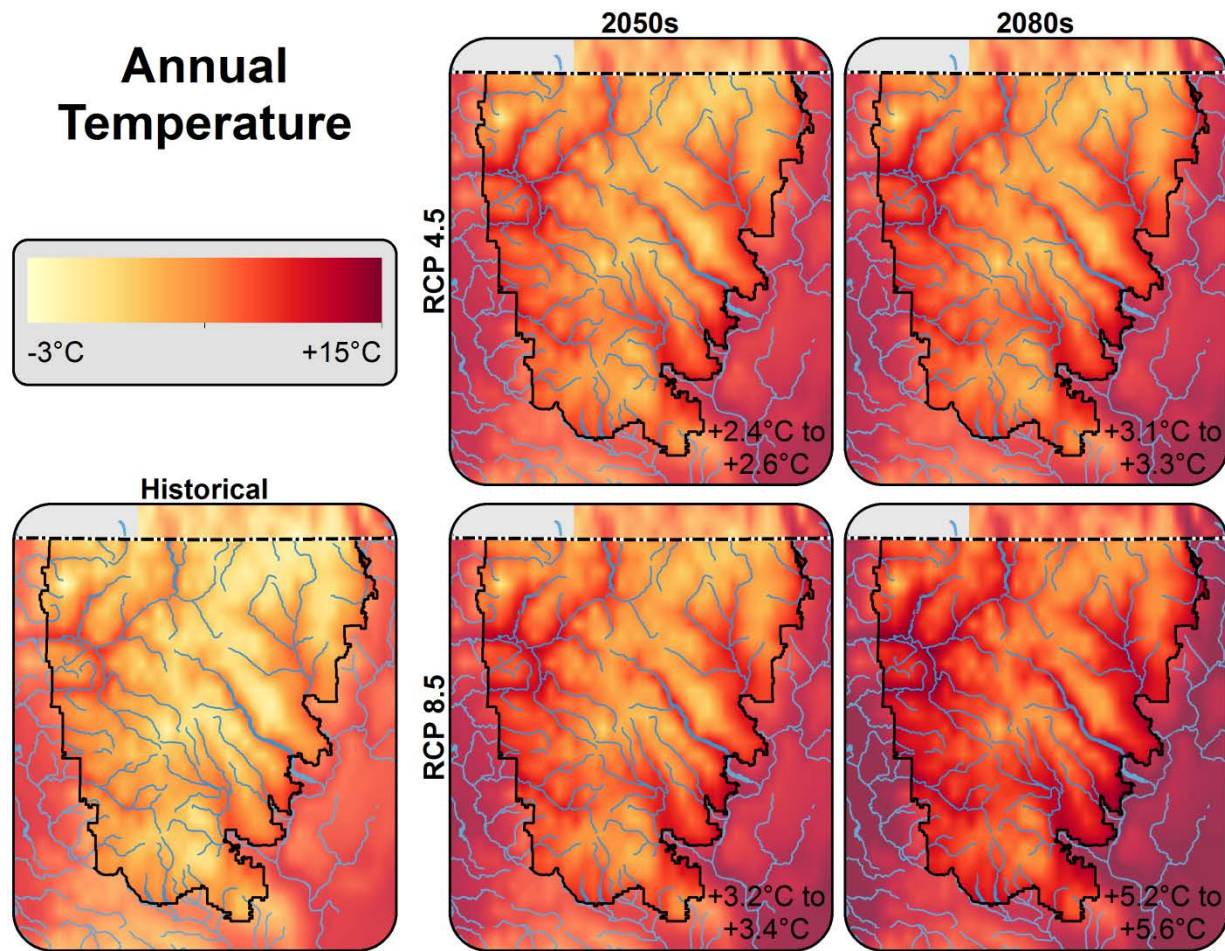 Annual
Temperature
-3°C
+15°C
Historical
2050s
2080s
RCP 4.5
+2.4°C to
+2.6°C
+3.1°C to
+3.3°C
RCP 8.5
+3.2°C to
+3.4°C
+5.2°C to
+5.6°C